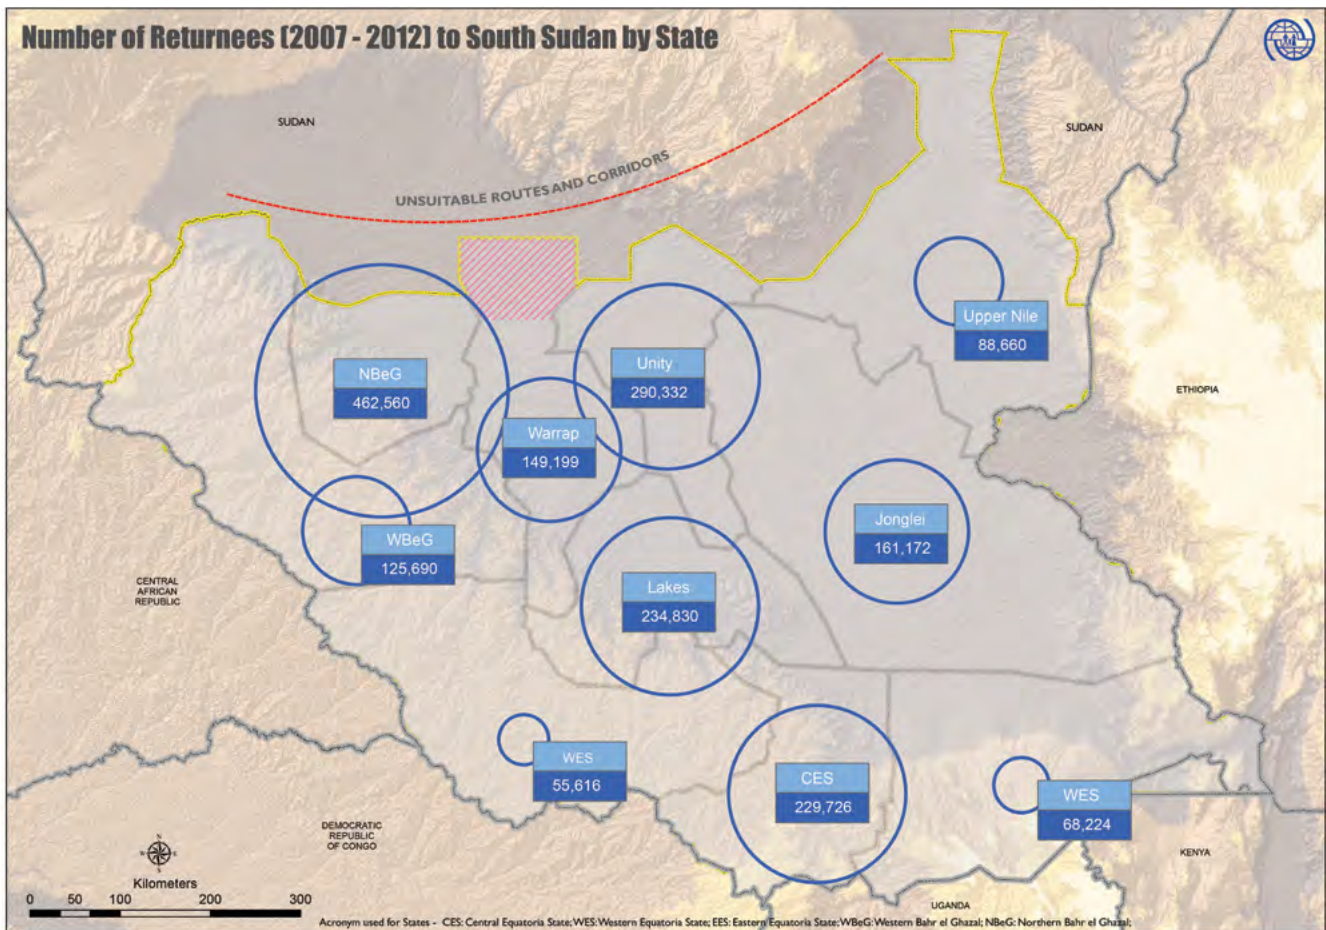 Number of Returnees (2007 - 2012) to South Sudan by State
SUDAN
SUDAN
UNSUITABLE ROUTES AND CORRIDORS
Upper Nile
88,660
NBeG
462,560
Unity
290,332
ETHIOPIA
Warrap
149,199
Jonglei
161,172
WBeG
125,690
CENTRAL
AFRICAN
REPUBLIC
Lakes
234,830
WES
55,616
CES
229,726
WES
68,224
DEMOCRATIC
REPUBLIC
OF CONGO
KENYA
N
W
E
S
Kilometers
0 50 100 200 300
UGANDA
Acronym used for States - CES: Central Equatoria State; WES: Western Equatoria State; EES: Eastern Equatoria State; WBeG: Western Bahr el Ghazal; NBeG: Northern Bahr el Ghazal;